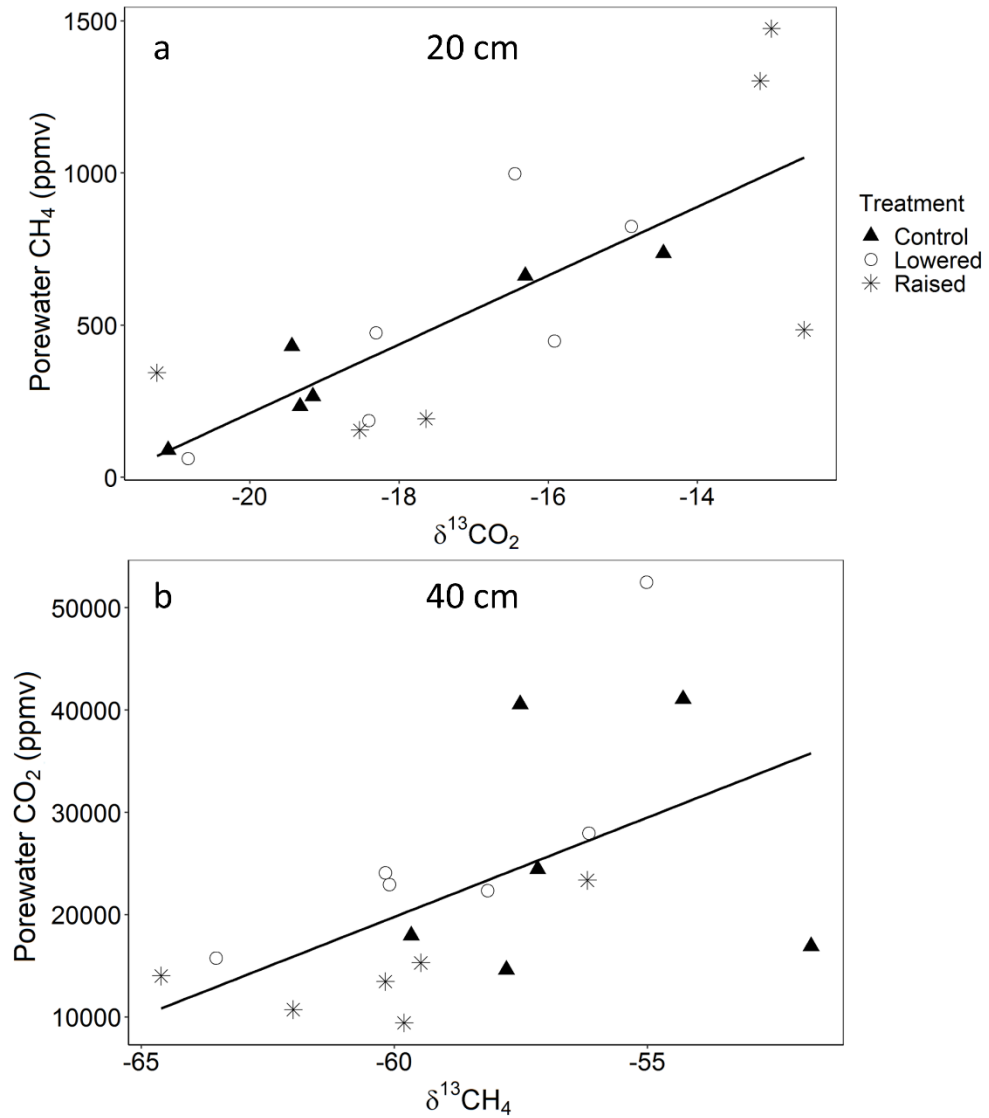 a
20 cm
1500
1000
500
0
Porewater CH₄ (ppmv)
-20
-18
-16
-14
δ¹³CO₂
Treatment
Control
Lowered
Raised
b
40 cm
50000
40000
30000
20000
10000
Porewater CO₂ (ppmv)
-65
-60
-55
δ¹³CH₄